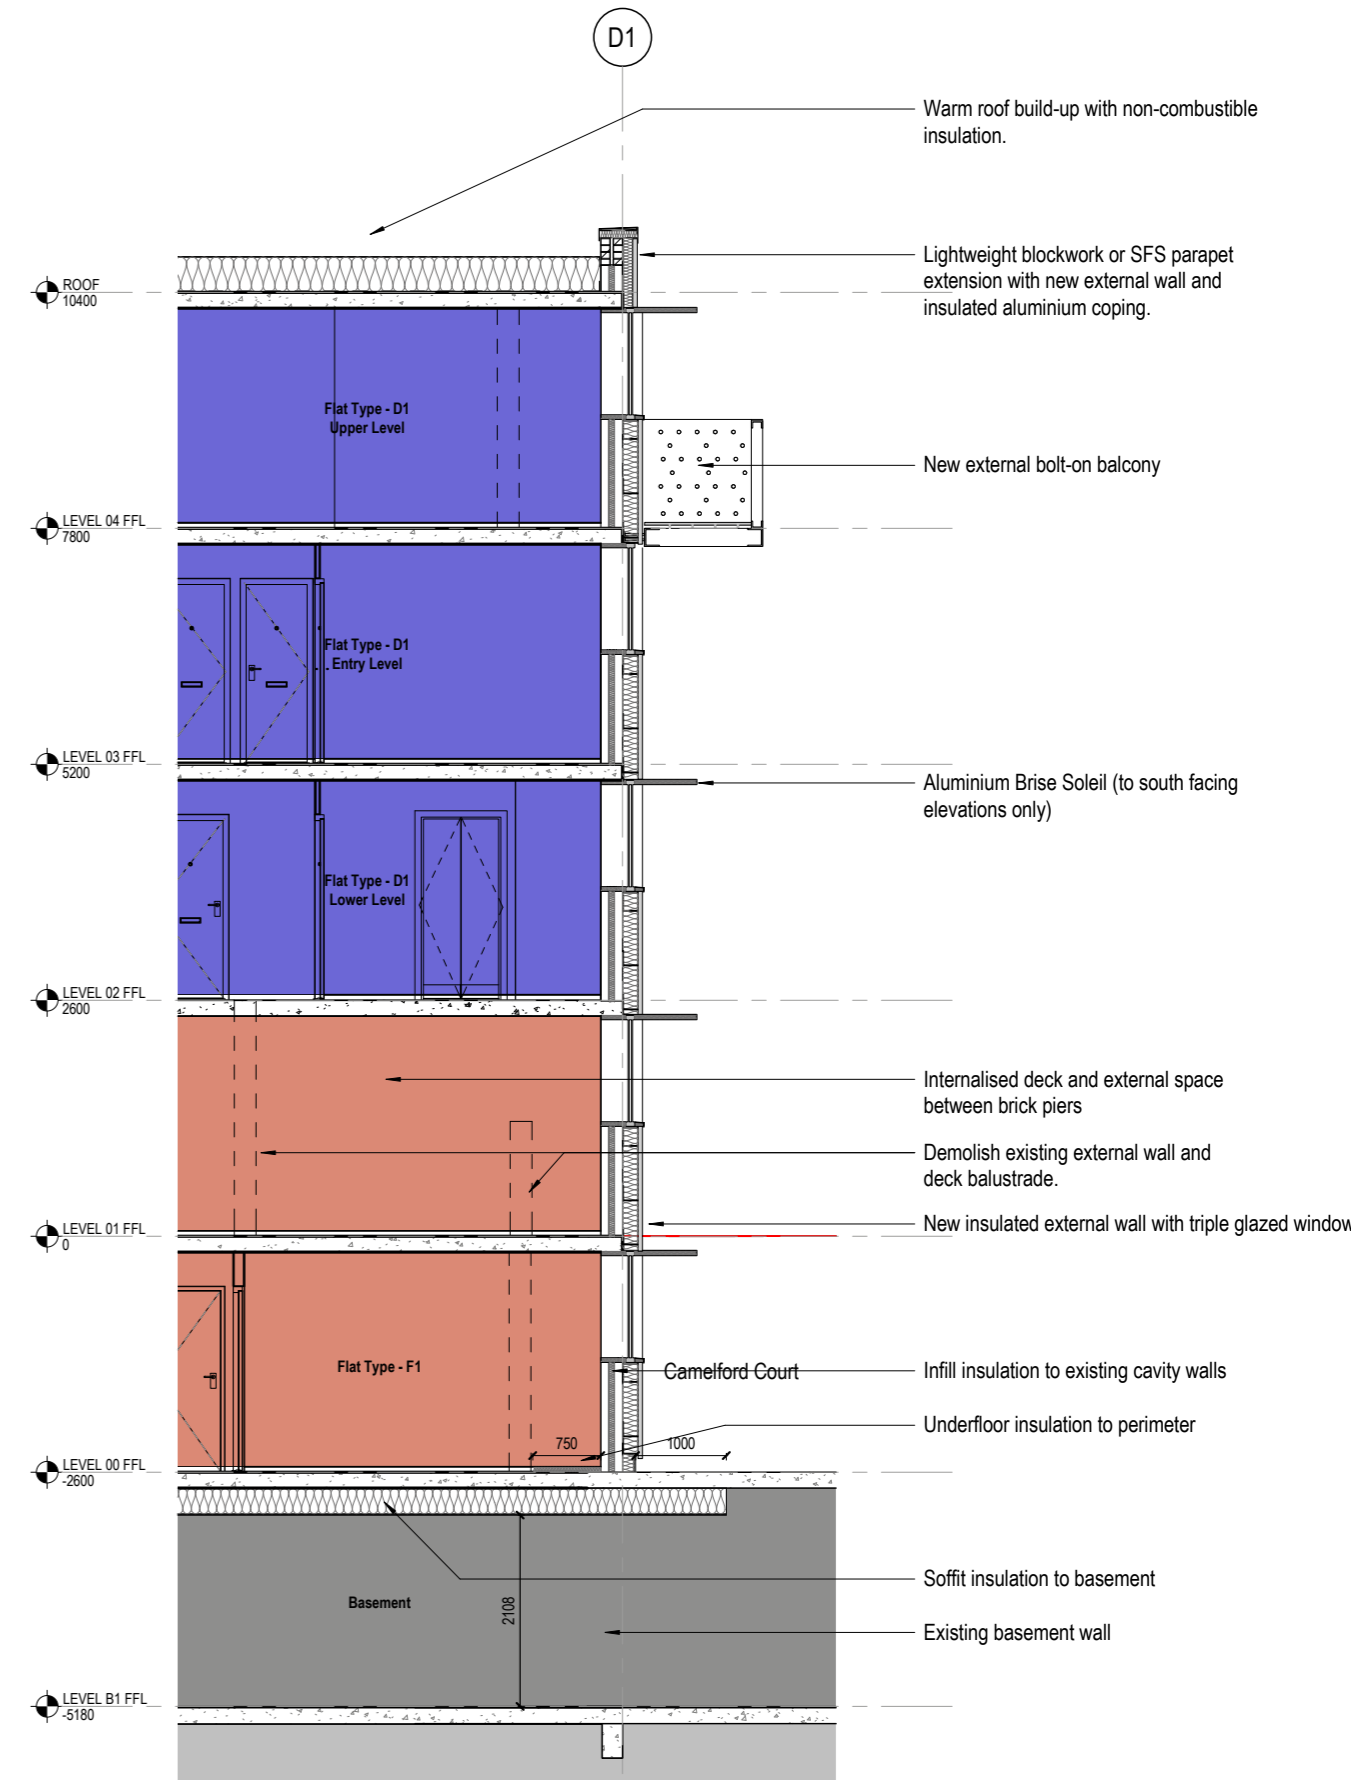 D1
Warm roof build-up with non-combustible
insulation.
Lightweight blockwork or SFS parapet
extension with new external wall and
insulated aluminium coping.
ROOF
10400
Flat Type - D1
Upper Level
New external bolt-on balcony
LEVEL 04 FFL
7800
Flat Type - D1
Entry Level
LEVEL 03 FFL
5200
Aluminium Brise Soleil (to south facing
elevations only)
Flat Type - D1
Lower Level
LEVEL 02 FFL
2600
Internalised deck and external space
between brick piers
Demolish existing external wall and
deck balustrade.
New insulated external wall with triple glazed window
LEVEL 01 FFL
0
Flat Type - F1
Camelford Court
Infill insulation to existing cavity walls
Underfloor insulation to perimeter
750
1000
LEVEL 00 FFL
-2600
Soffit insulation to basement
Basement
2108
Existing basement wall
LEVEL B1 FFL
-5180